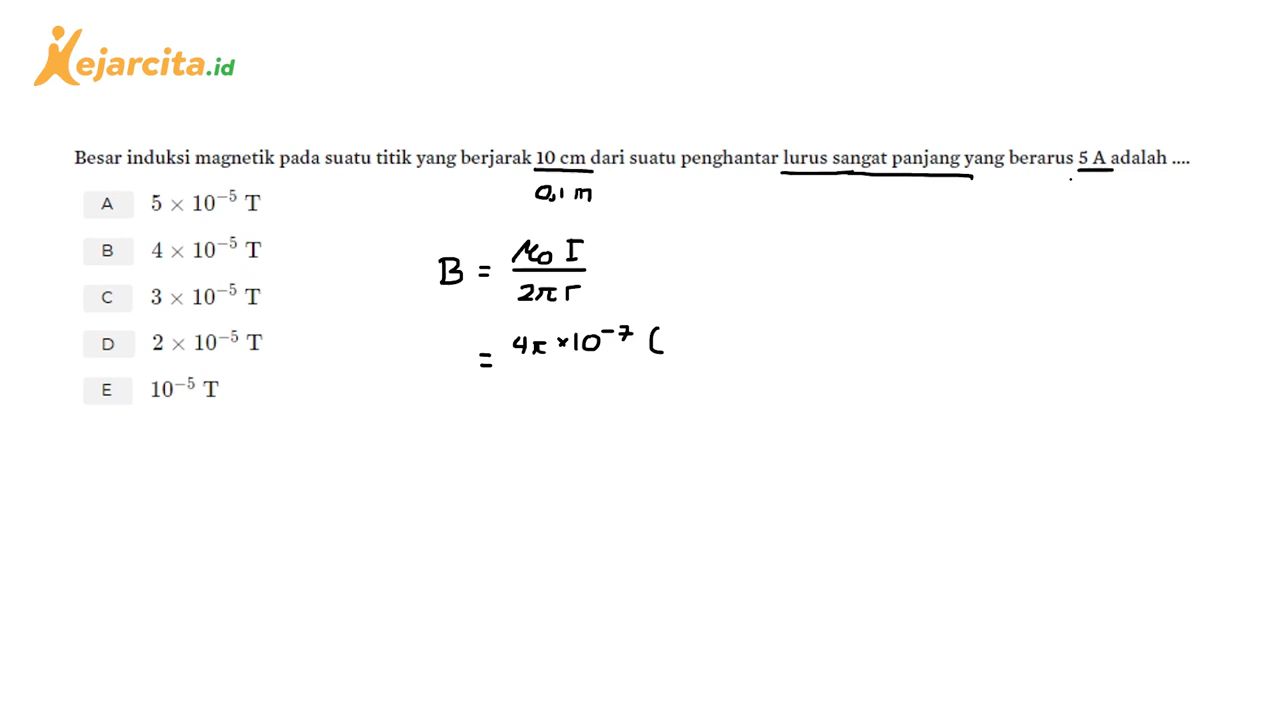 Kejarcita.id
Besar induksi magnetik pada suatu titik yang berjarak 10 cm dari suatu penghantar lurus sangat panjang yang berarus 5 A adalah ....
0,1 m
A 5 × 10⁻⁵ T
B 4 × 10⁻⁵ T
C 3 × 10⁻⁵ T
D 2 × 10⁻⁵ T
E 10⁻⁵ T
B = μ₀ I / 2π r
= 4π × 10⁻⁷ (